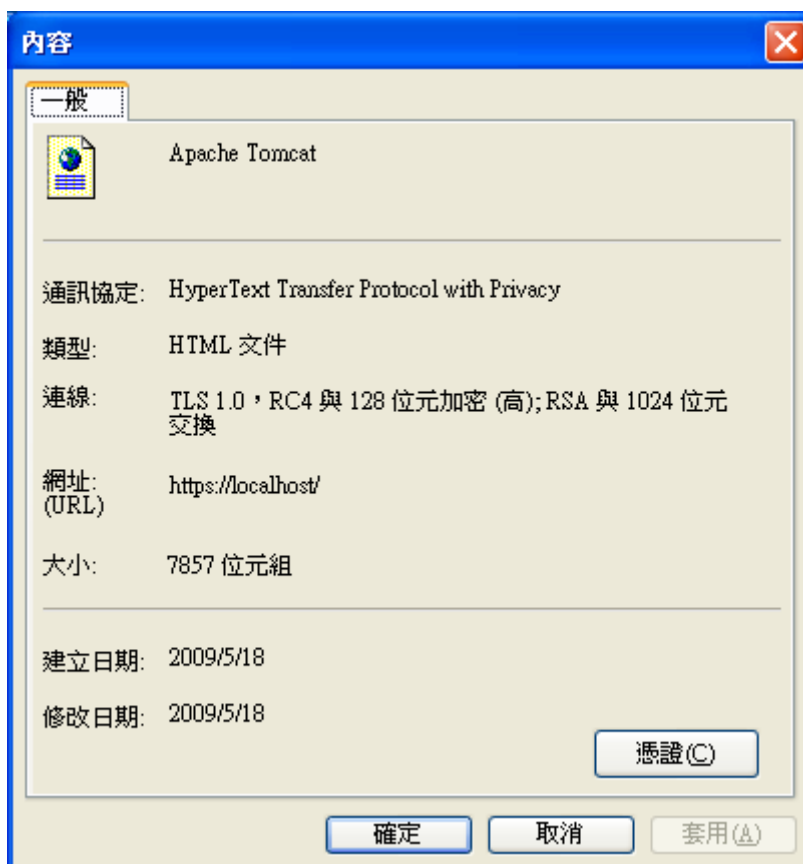 內容
一般
Apache Tomcat
通訊協定: HyperText Transfer Protocol with Privacy
類型: HTML 文件
連線: TLS 1.0，RC4 與 128 位元加密 (高); RSA 與 1024 位元
交換
網址: https://localhost/
(URL)
大小: 7857 位元組
建立日期: 2009/5/18
修改日期: 2009/5/18
憑證(C)
確定 取消 套用(A)